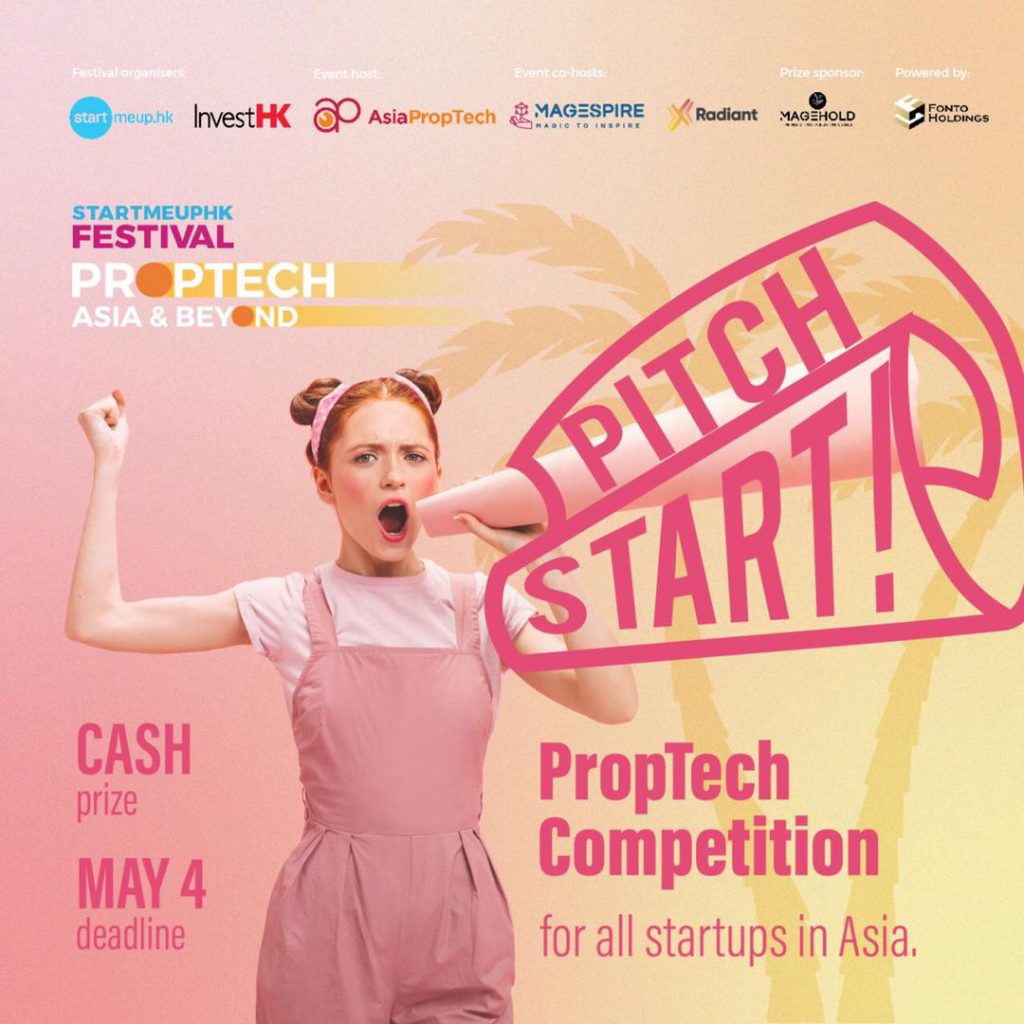 Festival organisers:
Event host:
Event co-hosts:
Prize sponsor:
Powered by:
startmeup.hk
InvestHK
ap AsiaPropTech
MAGESPIRE
MAGIC TO INSPIRE
Radiant
MAGEHOLD
FONTO
HOLDINGS
STARTMEUPHK
FESTIVAL
PROPTECH
ASIA & BEYOND
PITCH
START!
CASH
prize
MAY 4
deadline
PropTech
Competition
for all startups in Asia.